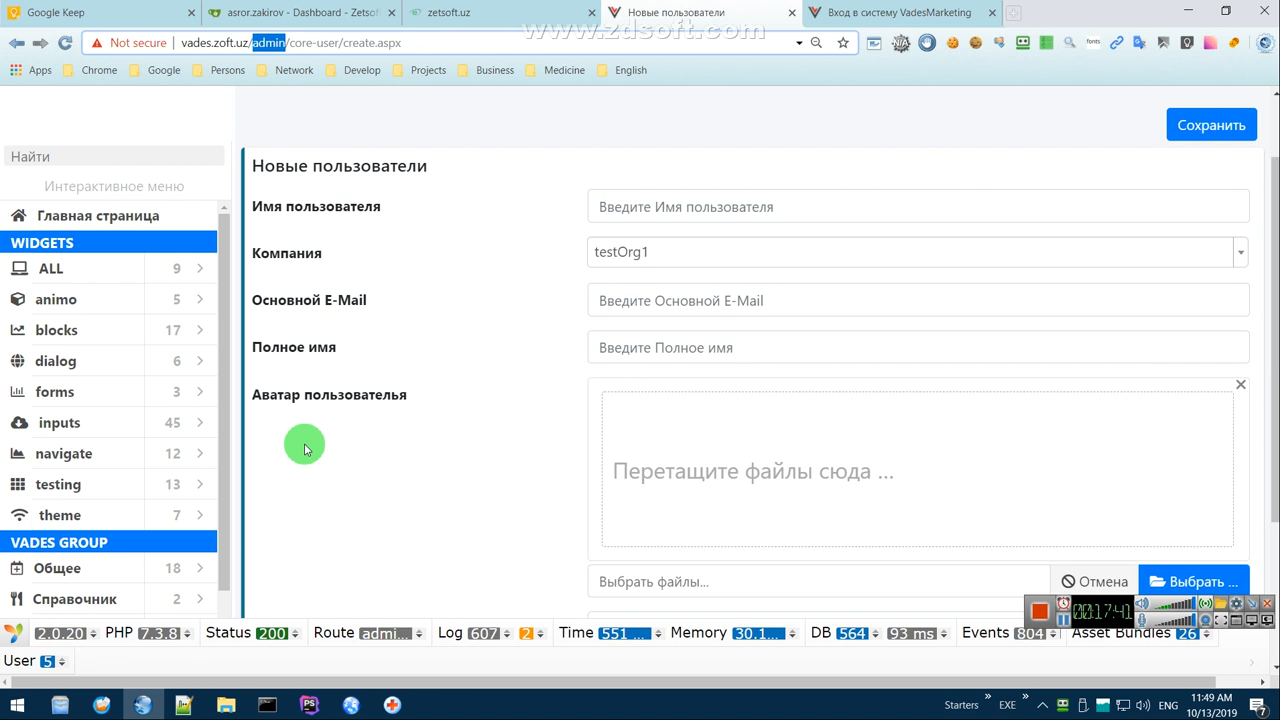 Google Keep
asror.zakirov - Dashboard - Zetsof
zetsoft.uz
Новые пользователи
Вход в систему VadesMarketing
www.zdsoft.com
Not secure
vades.zoft.uz/admin/core-user/create.aspx
Apps
Chrome
Google
Persons
Network
Develop
Projects
Business
Medicine
English
Сохранить
Найти
Интерактивное меню
Главная страница
WIDGETS
ALL 9
animo 5
blocks 17
dialog 6
forms 3
inputs 45
navigate 12
testing 13
theme 7
VADES GROUP
Общее 18
Справочник 2
Новые пользователи
Имя пользователя
Введите Имя пользователя
Компания
testOrg1
Основной E-Mail
Введите Основной E-Mail
Полное имя
Введите Полное имя
Аватар пользователья
Перетащите файлы сюда ...
Выбрать файлы...
Отмена
Выбрать ...
00:17:41
2.0.20 PHP 7.3.8 Status 200 Route admi... Log 607 2 Time 551 ... Memory 30.1... DB 564 93 ms Events 804 Asset Bundles 26
User 5
Starters
EXE
ENG
11:49 AM
10/13/2019
7